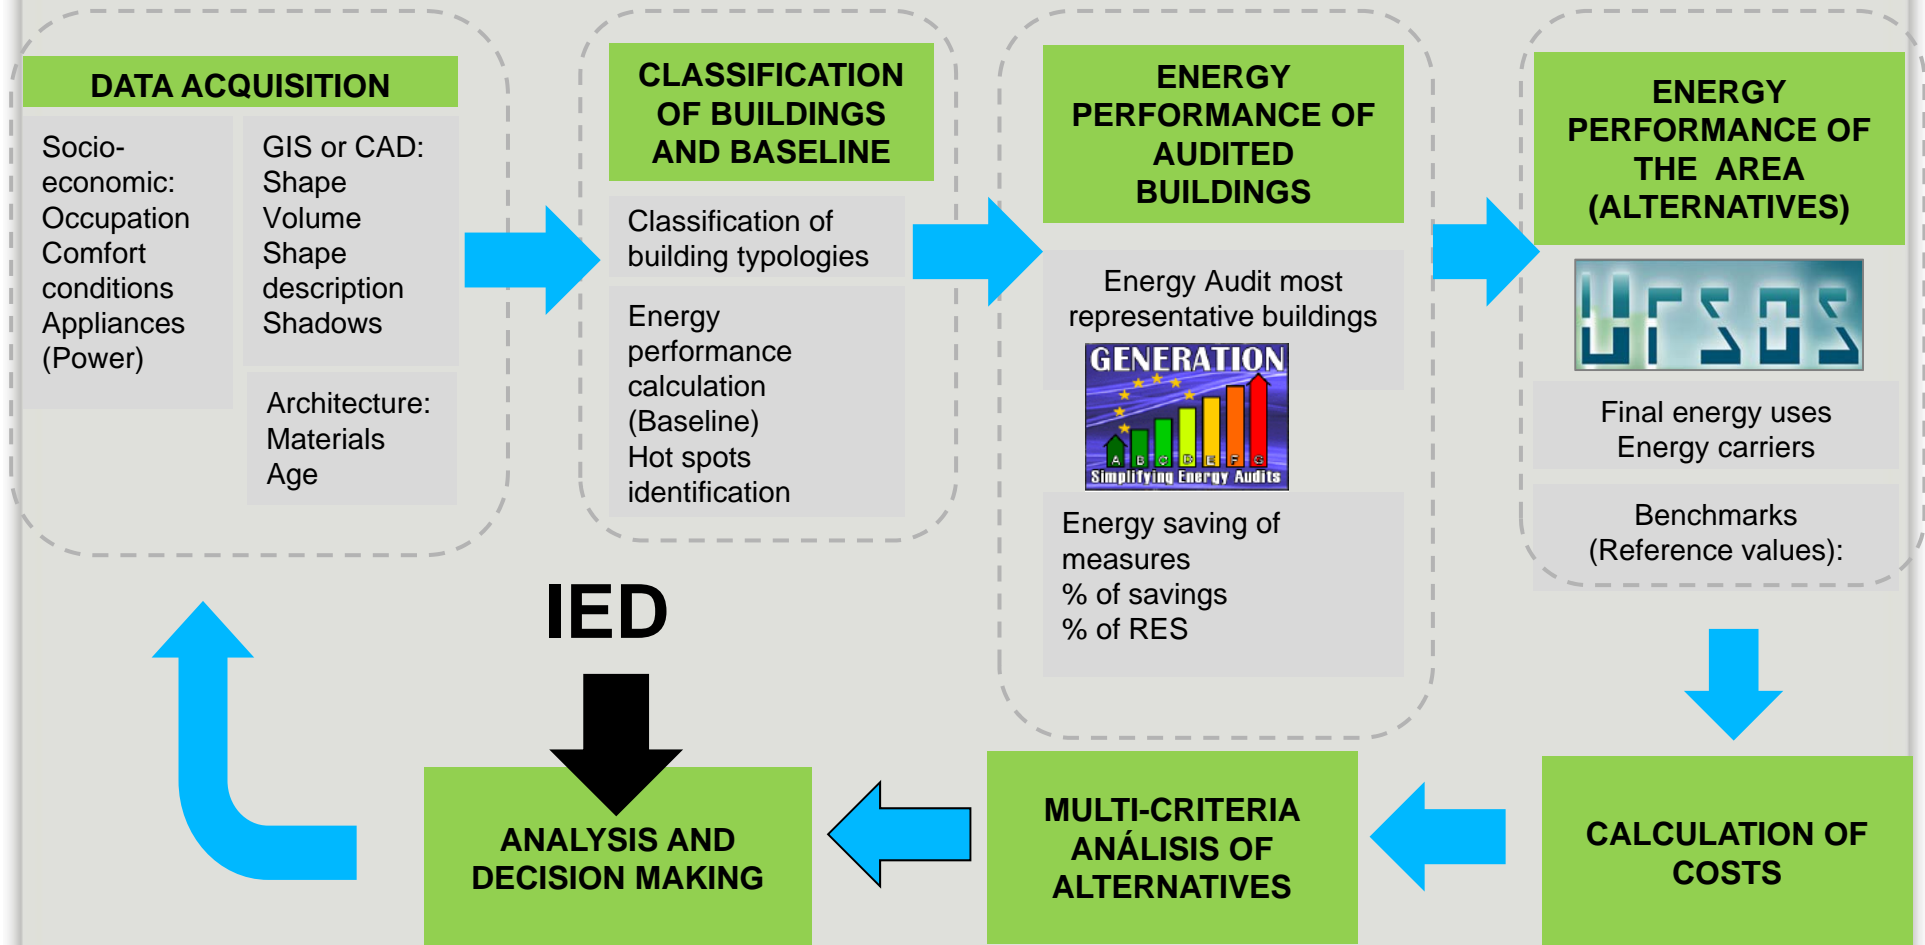 DATA ACQUISITION
Socio-
economic:
Occupation
Comfort
conditions
Appliances
(Power)
GIS or CAD:
Shape
Volume
Shape
description
Shadows
Architecture:
Materials
Age
CLASSIFICATION
OF BUILDINGS
AND BASELINE
Classification of
building typologies
Energy
performance
calculation
(Baseline)
Hot spots
identification
ENERGY
PERFORMANCE OF
AUDITED
BUILDINGS
Energy Audit most
representative buildings
GENERATION
A B C D E F G
Simplifying Energy Audits
Energy saving of
measures
% of savings
% of RES
ENERGY
PERFORMANCE OF
THE AREA
(ALTERNATIVES)
Ursos
Final energy uses
Energy carriers
Benchmarks
(Reference values):
IED
ANALYSIS AND
DECISION MAKING
MULTI-CRITERIA
ANÁLISIS OF
ALTERNATIVES
CALCULATION OF
COSTS